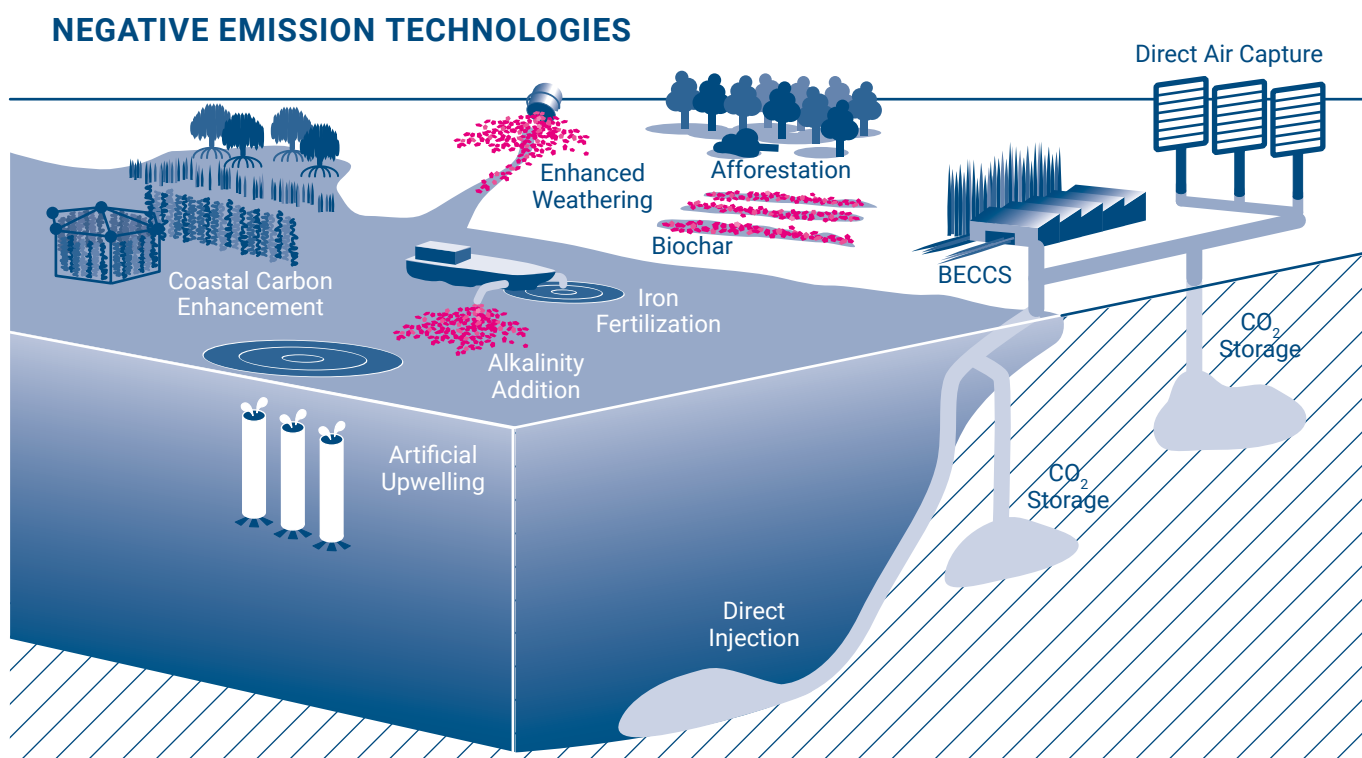 NEGATIVE EMISSION TECHNOLOGIES
Direct Air Capture
Enhanced
Weathering
Afforestation
Biochar
BECCS
Coastal Carbon
Enhancement
Iron
Fertilization
Alkalinity
Addition
CO₂
Storage
Artificial
Upwelling
CO₂
Storage
Direct
Injection